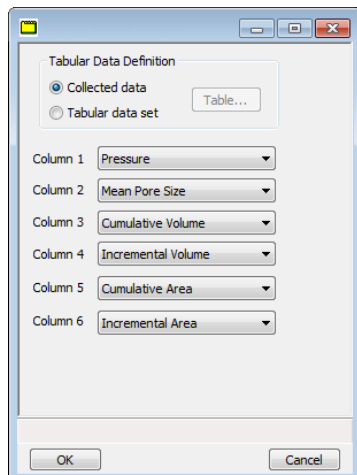 Tabular Data Definition
Collected data
Table...
Tabular data set
Column 1 Pressure
Column 2 Mean Pore Size
Column 3 Cumulative Volume
Column 4 Incremental Volume
Column 5 Cumulative Area
Column 6 Incremental Area
OK Cancel